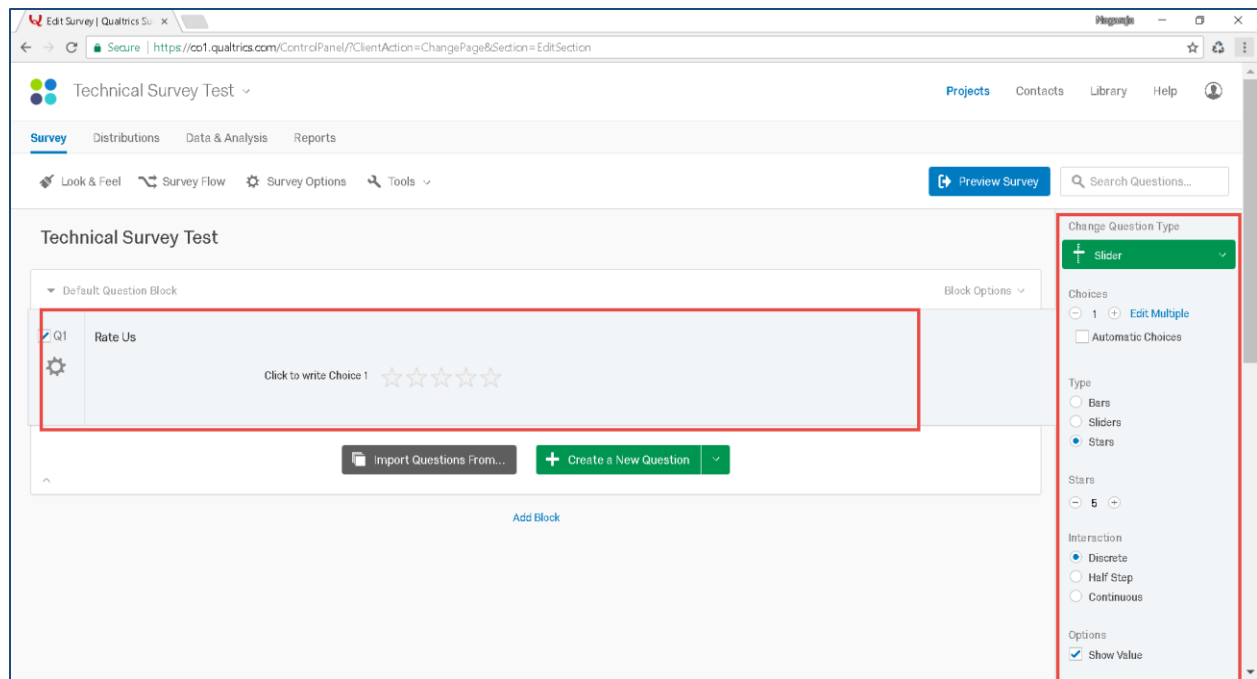 Edit Survey | Qualtrics Su
Secure | https://co1.qualtrics.com/ControlPanel/?ClientAction=ChangePage&Section=EditSection
Technical Survey Test
Projects Contacts Library Help
Survey Distributions Data & Analysis Reports
Look & Feel Survey Flow Survey Options Tools
Preview Survey Search Questions...
Technical Survey Test
Default Question Block Block Options
Q1 Rate Us
Click to write Choice 1
Import Questions From... Create a New Question
Add Block
Change Question Type
Slider
Choices
1 Edit Multiple
Automatic Choices
Type
Bars
Sliders
Stars
Stars
5
Interaction
Discrete
Half Step
Continuous
Options
Show Value